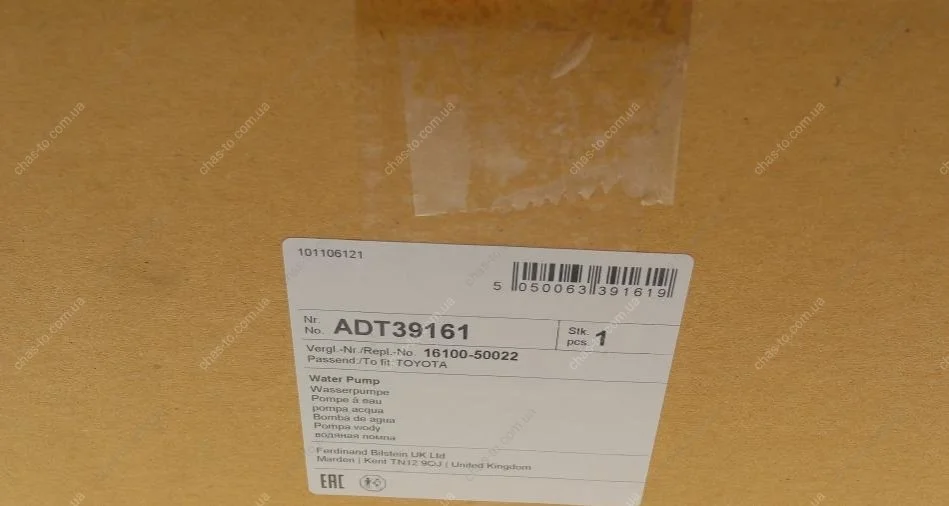 101106121
5 050063 391619
Nr.
No. ADT39161
Stk.
pcs. 1
Vergl.-Nr./Repl.-No. 16100-50022
Passend./To fit TOYOTA
Water Pump
Wasserpumpe
Pompe à eau
pompa acqua
Bomba de agua
Pompa wody
водяная помпа
Ferdinand Bilstein UK Ltd
Marden | Kent TN12 9DJ | United Kingdom
EAC
chas-to.com.ua